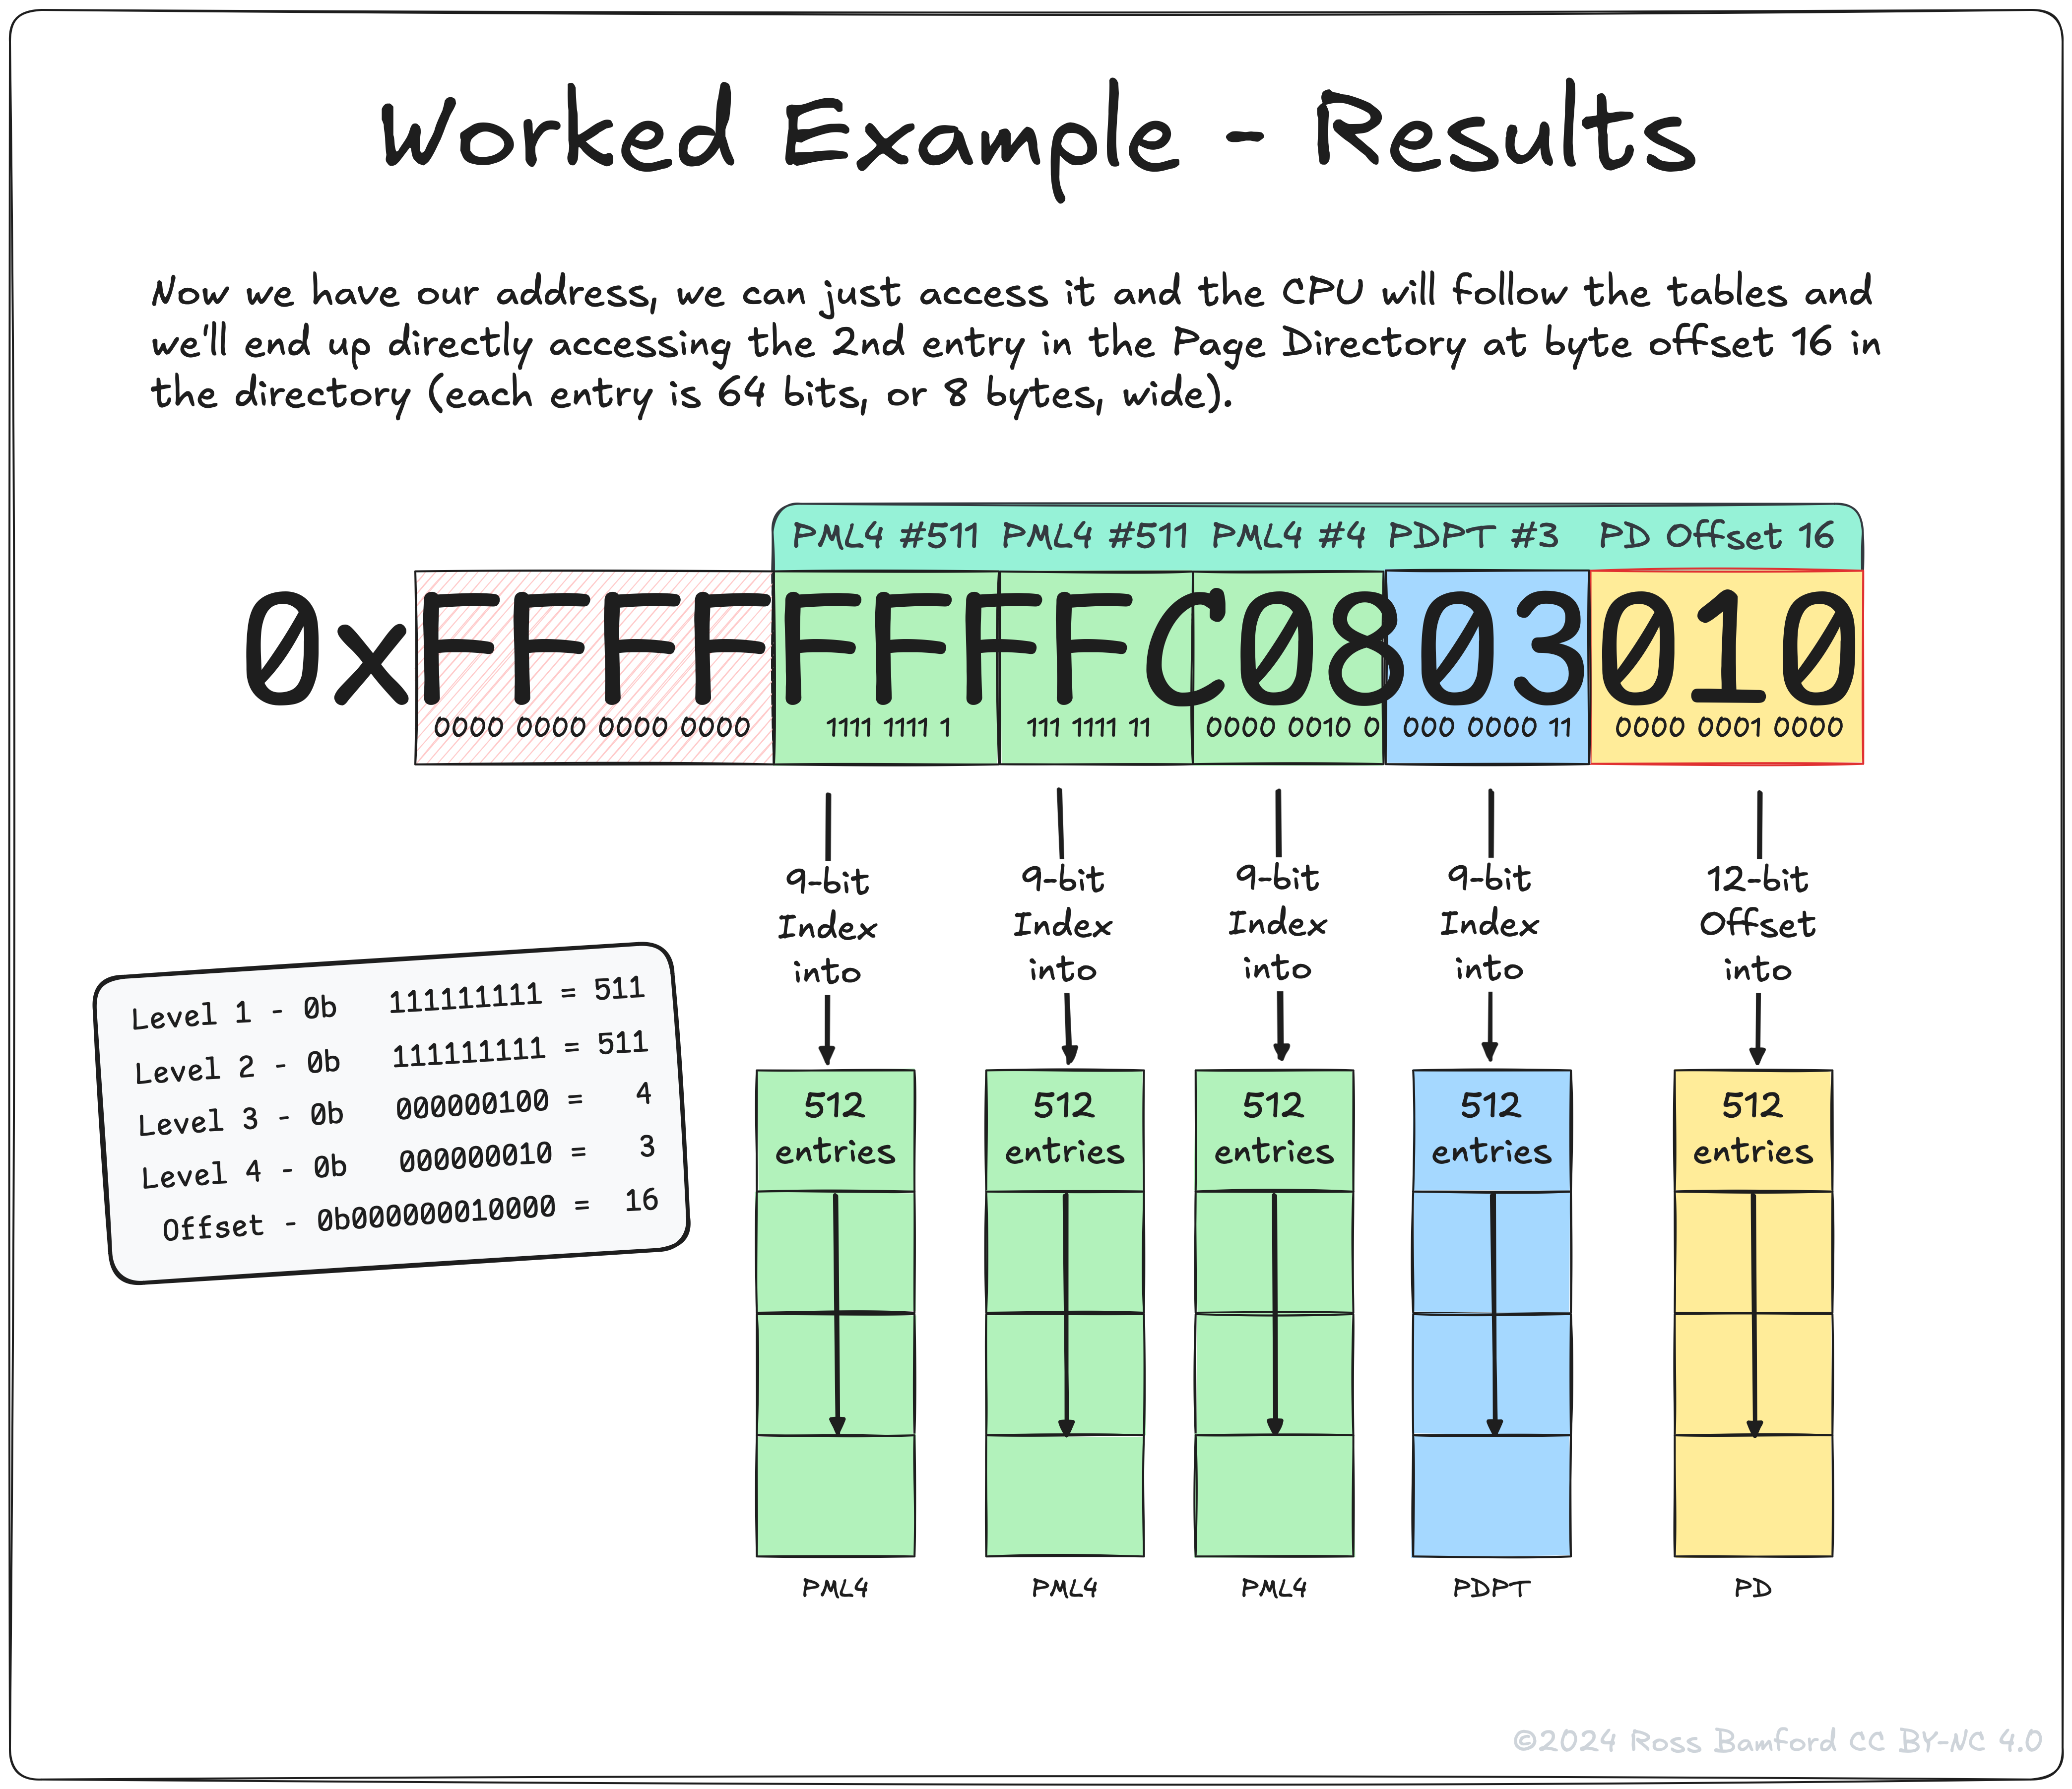 Worked Example - Results
Now we have our address, we can just access it and the CPU will follow the tables and
we'll end up directly accessing the 2nd entry in the Page Directory at byte offset 16 in
the directory (each entry is 64 bits, or 8 bytes, wide).
PML4 #511 PML4 #511 PML4 #4 PDPT #3 PD Offset 16
0xFFFFFFFFC0803010
0000 0000 0000 0000 1111 1111 1 111 1111 11 0000 0010 0 000 0000 11 0000 0001 0000
9-bit 9-bit 9-bit 9-bit 12-bit
Index Index Index Index Offset
into into into into into
Level 1 - 0b 111111111 = 511
Level 2 - 0b 111111111 = 511
Level 3 - 0b 000000100 = 4
Level 4 - 0b 000000010 = 3
Offset - 0b000000010000 = 16
512 512 512 512 512
entries entries entries entries entries
PML4 PML4 PML4 PDPT PD
©2024 Ross Bamford CC BY-NC 4.0